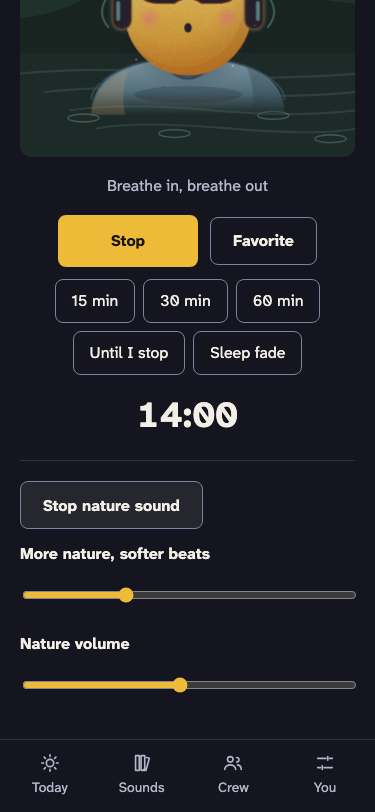 Breathe in, breathe out
Stop
Favorite
15 min
30 min
60 min
Until I stop
Sleep fade
14:00
Stop nature sound
More nature, softer beats
Nature volume
Today
Sounds
Crew
You